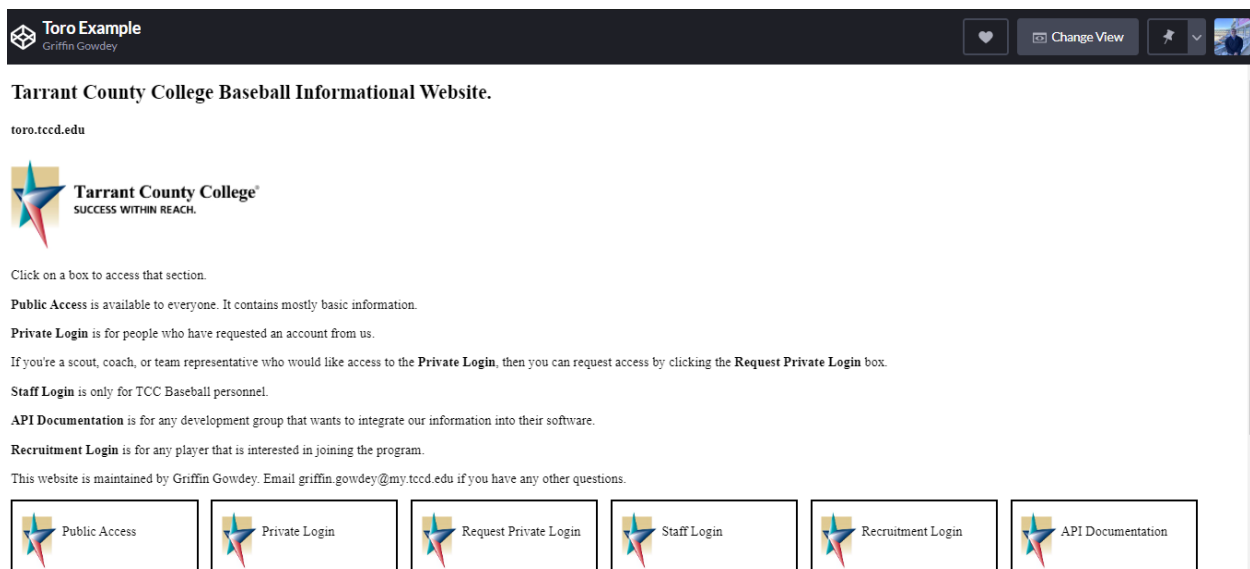 Toro Example
Griffin Gowdey
Change View
Tarrant County College Baseball Informational Website.
toro.tccd.edu
Tarrant County College®
SUCCESS WITHIN REACH.
Click on a box to access that section.
Public Access is available to everyone. It contains mostly basic information.
Private Login is for people who have requested an account from us.
If you're a scout, coach, or team representative who would like access to the Private Login, then you can request access by clicking the Request Private Login box.
Staff Login is only for TCC Baseball personnel.
API Documentation is for any development group that wants to integrate our information into their software.
Recruitment Login is for any player that is interested in joining the program.
This website is maintained by Griffin Gowdey. Email griffin.gowdey@my.tccd.edu if you have any other questions.
Public Access
Private Login
Request Private Login
Staff Login
Recruitment Login
API Documentation